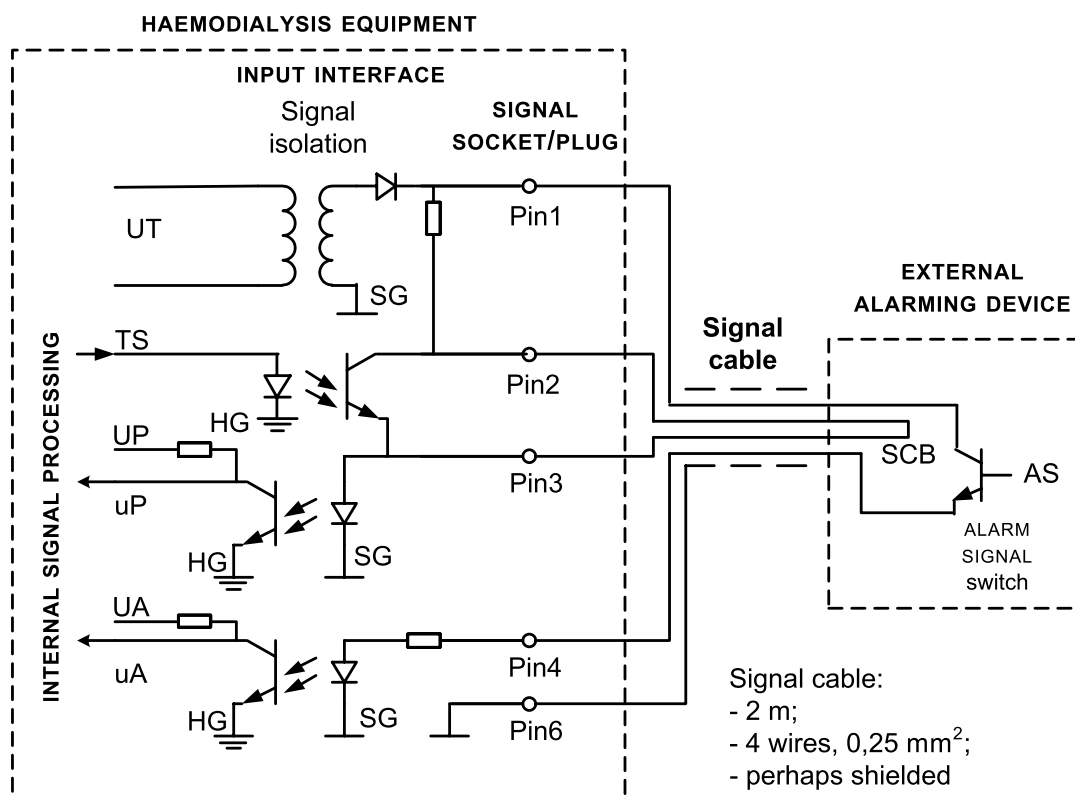 HAEMODIALYSIS EQUIPMENT
INPUT INTERFACE
Signal
isolation
SIGNAL
SOCKET/PLUG
UT
Pin1
SG
EXTERNAL
ALARMING DEVICE
Signal
cable
TS
Pin2
HG
UP
SCB
Pin3
AS
uP
SG
HG
ALARM
SIGNAL
switch
INTERNAL SIGNAL PROCESSING
UA
uA
Pin4
HG
SG
Pin6
Signal cable:
- 2 m;
- 4 wires, 0,25 mm²;
- perhaps shielded